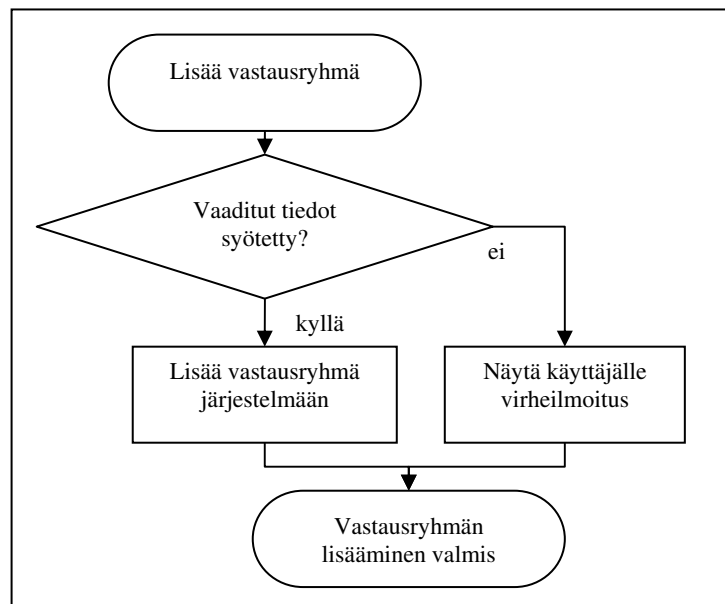 Lisää vastausryhmä
Vaaditut tiedot
syötetty?
ei
kyllä
Lisää vastausryhmä
järjestelmään
Näytä käyttäjälle
virheilmoitus
Vastausryhmän
lisääminen valmis